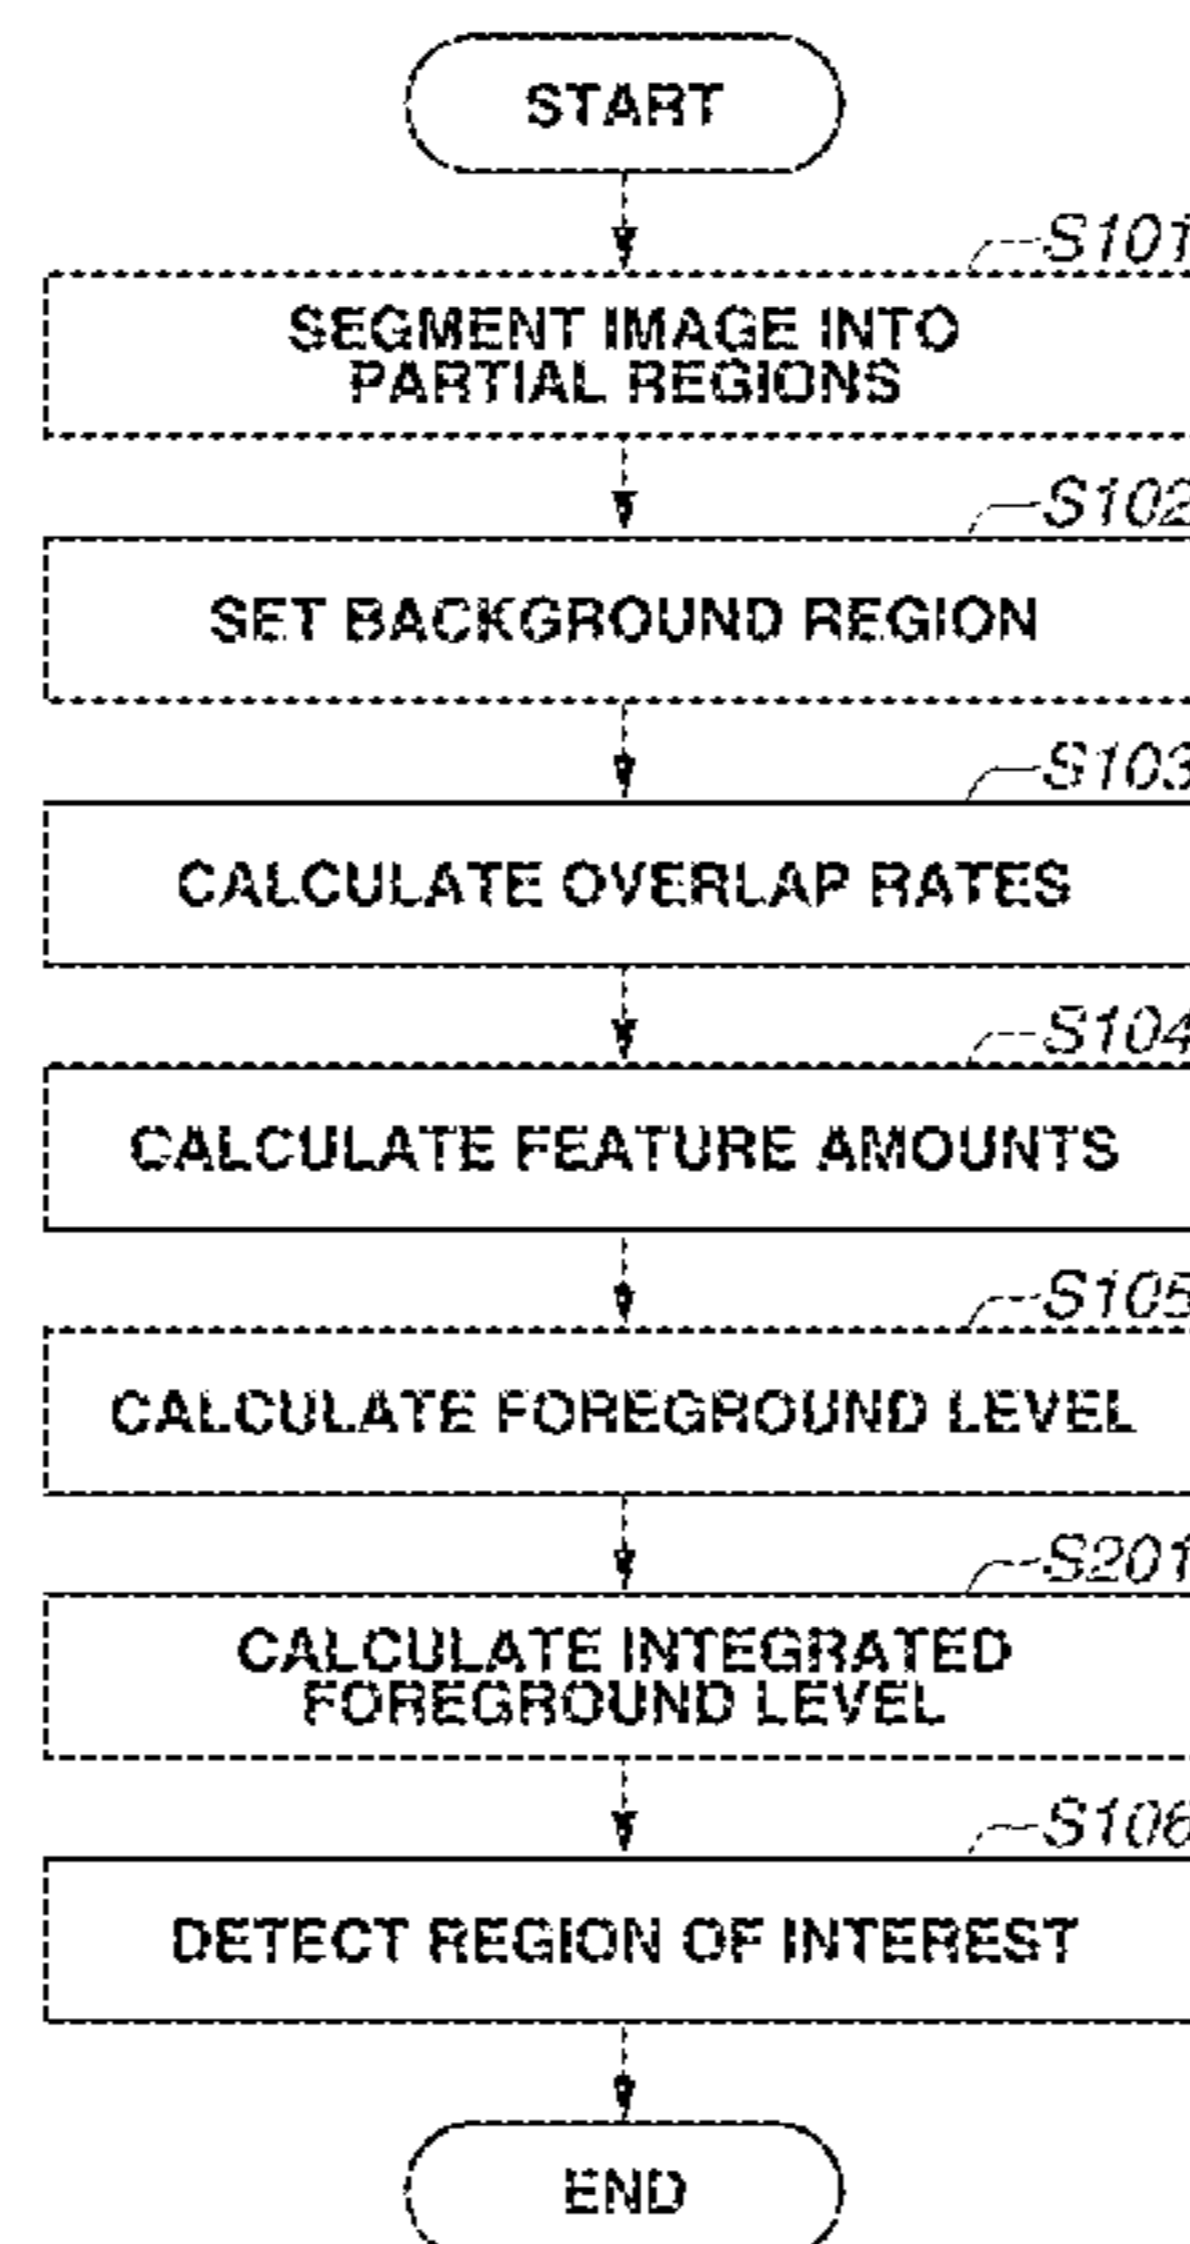 START
S101
SEGMENT IMAGE INTO
PARTIAL REGIONS
S102
SET BACKGROUND REGION
S103
CALCULATE OVERLAP RATES
S104
CALCULATE FEATURE AMOUNTS
S105
CALCULATE FOREGROUND LEVEL
S201
CALCULATE INTEGRATED
FOREGROUND LEVEL
S106
DETECT REGION OF INTEREST
END